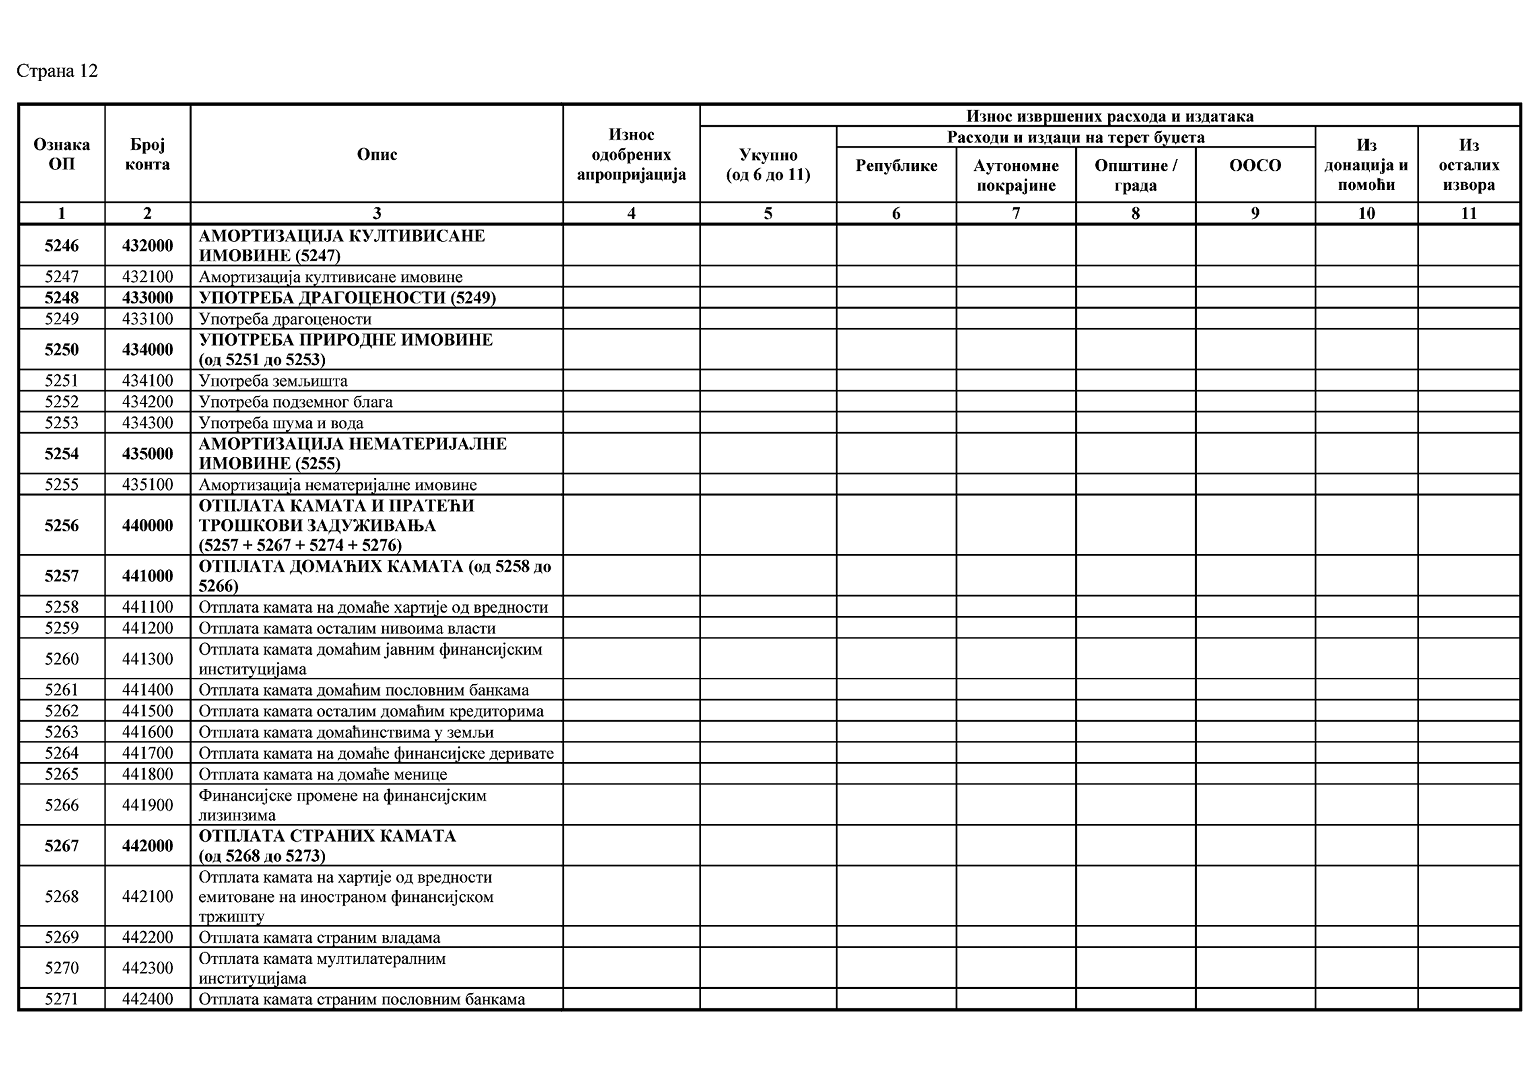 Страна 12
Ознака ОП
Број конта
Опис
Износ одобрених апропријација
Износ извршених расхода и издатака
Укупно (од 6 до 11)
Расходи и издаци на терет буџета
Републике
Аутономне покрајине
Општине / града
ООСО
Из донација и помоћи
Из осталих извора
1 2 3 4 5 6 7 8 9 10 11
5246 432000 АМОРТИЗАЦИЈА КУЛТИВИСАНЕ
ИМОВИНЕ (5247)
5247 432100 Амортизација култивисане имовине
5248 433000 УПОТРЕБА ДРАГОЦЕНОСТИ (5249)
5249 433100 Употреба драгоцености
5250 434000 УПОТРЕБА ПРИРОДНЕ ИМОВИНЕ
(од 5251 до 5253)
5251 434100 Употреба земљишта
5252 434200 Употреба подземног блага
5253 434300 Употреба шума и вода
5254 435000 АМОРТИЗАЦИЈА НЕМАТЕРИЈАЛНЕ
ИМОВИНЕ (5255)
5255 435100 Амортизација нематеријалне имовине
5256 440000 ОТПЛАТА КАМАТА И ПРАТЕЋИ
ТРОШКОВИ ЗАДУЖИВАЊА
(5257 + 5267 + 5274 + 5276)
5257 441000 ОТПЛАТА ДОМАЋИХ КАМАТА (од 5258 до
5266)
5258 441100 Отплата камата на домаће хартије од вредности
5259 441200 Отплата камата осталим нивоима власти
5260 441300 Отплата камата домаћим јавним финансијским
институцијама
5261 441400 Отплата камата домаћим пословним банкама
5262 441500 Отплата камата осталим домаћим кредиторима
5263 441600 Отплата камата домаћинствима у земљи
5264 441700 Отплата камата на домаће финансијске деривате
5265 441800 Отплата камата на домаће менице
5266 441900 Финансијске промене на финансијским
лизинзима
5267 442000 ОТПЛАТА СТРАНИХ КАМАТА
(од 5268 до 5273)
5268 442100 Отплата камата на хартије од вредности
емитоване на иностраном финансијском
тржишту
5269 442200 Отплата камата страним владама
5270 442300 Отплата камата мултилатералним
институцијама
5271 442400 Отплата камата страним пословним банкама